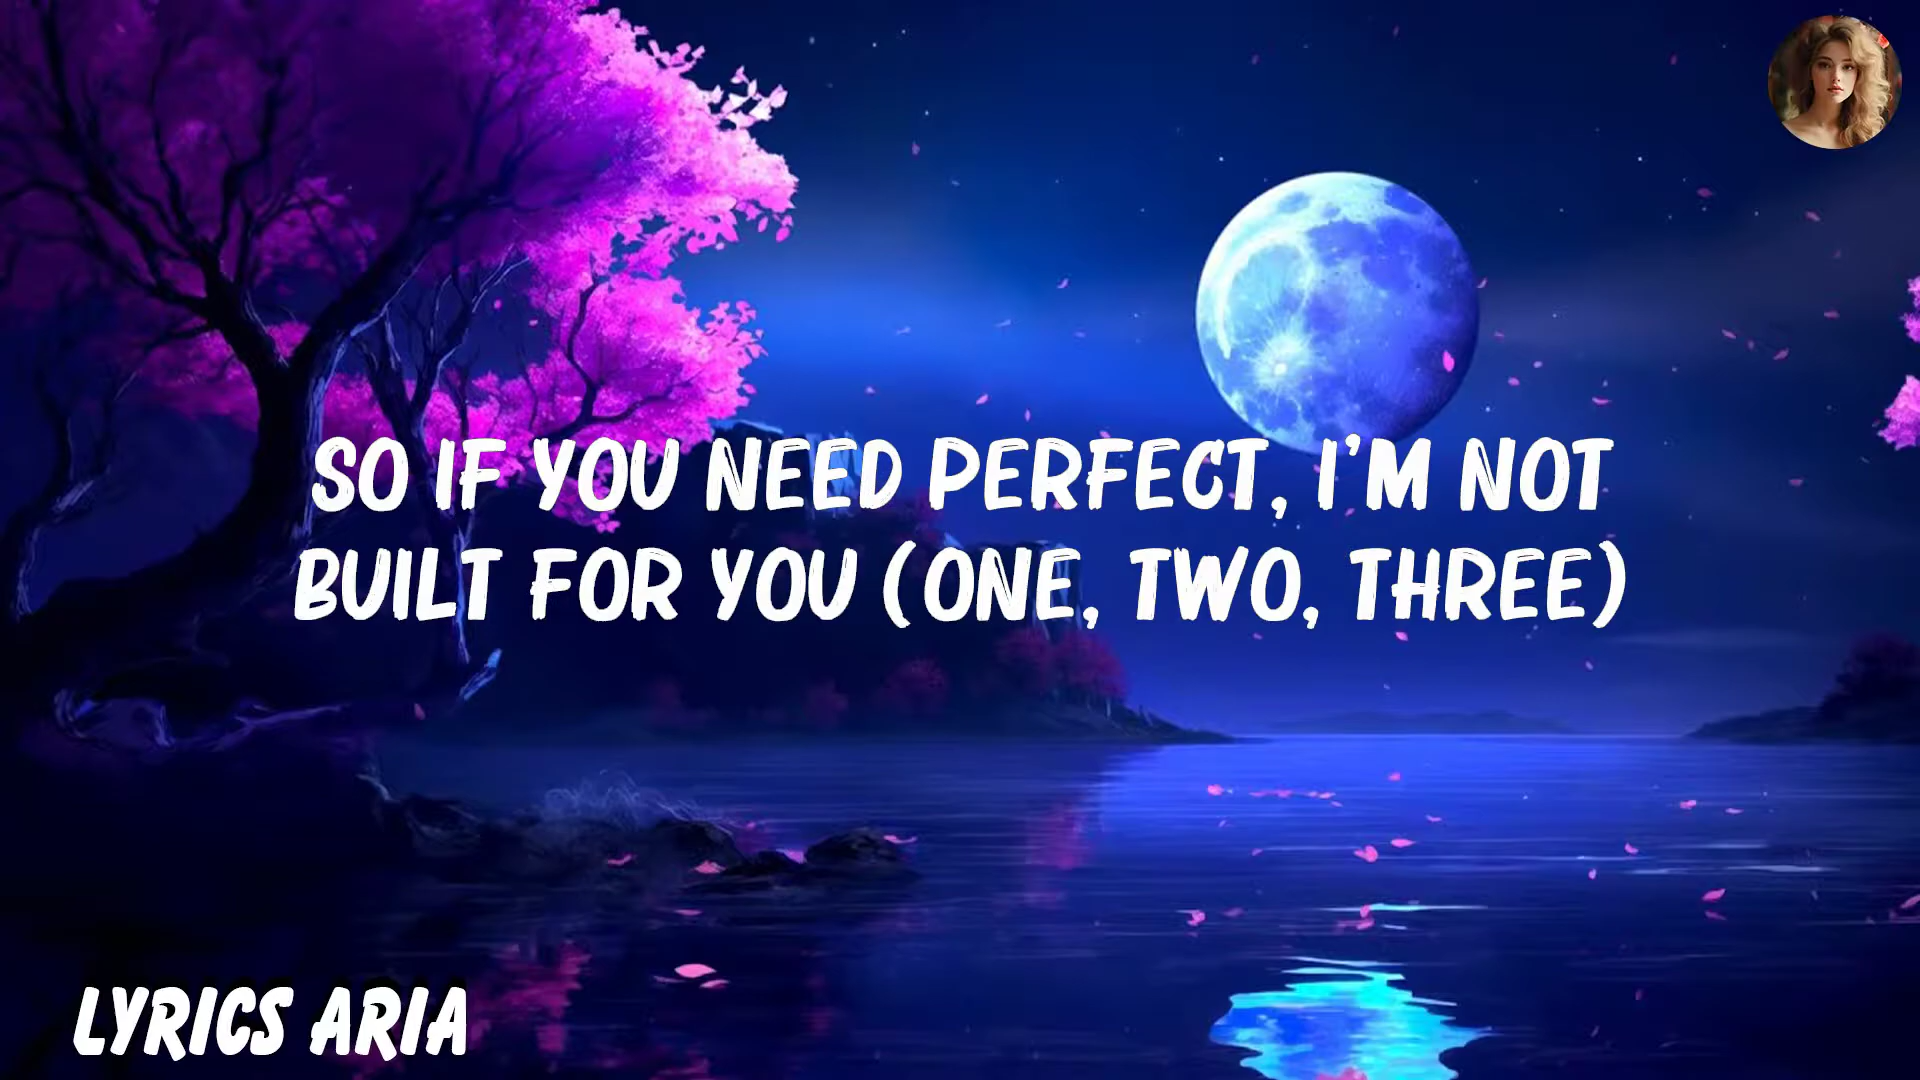 SO IF YOU NEED PERFECT, I'M NOT
BUILT FOR YOU (ONE, TWO, THREE)
LYRICS ARIA